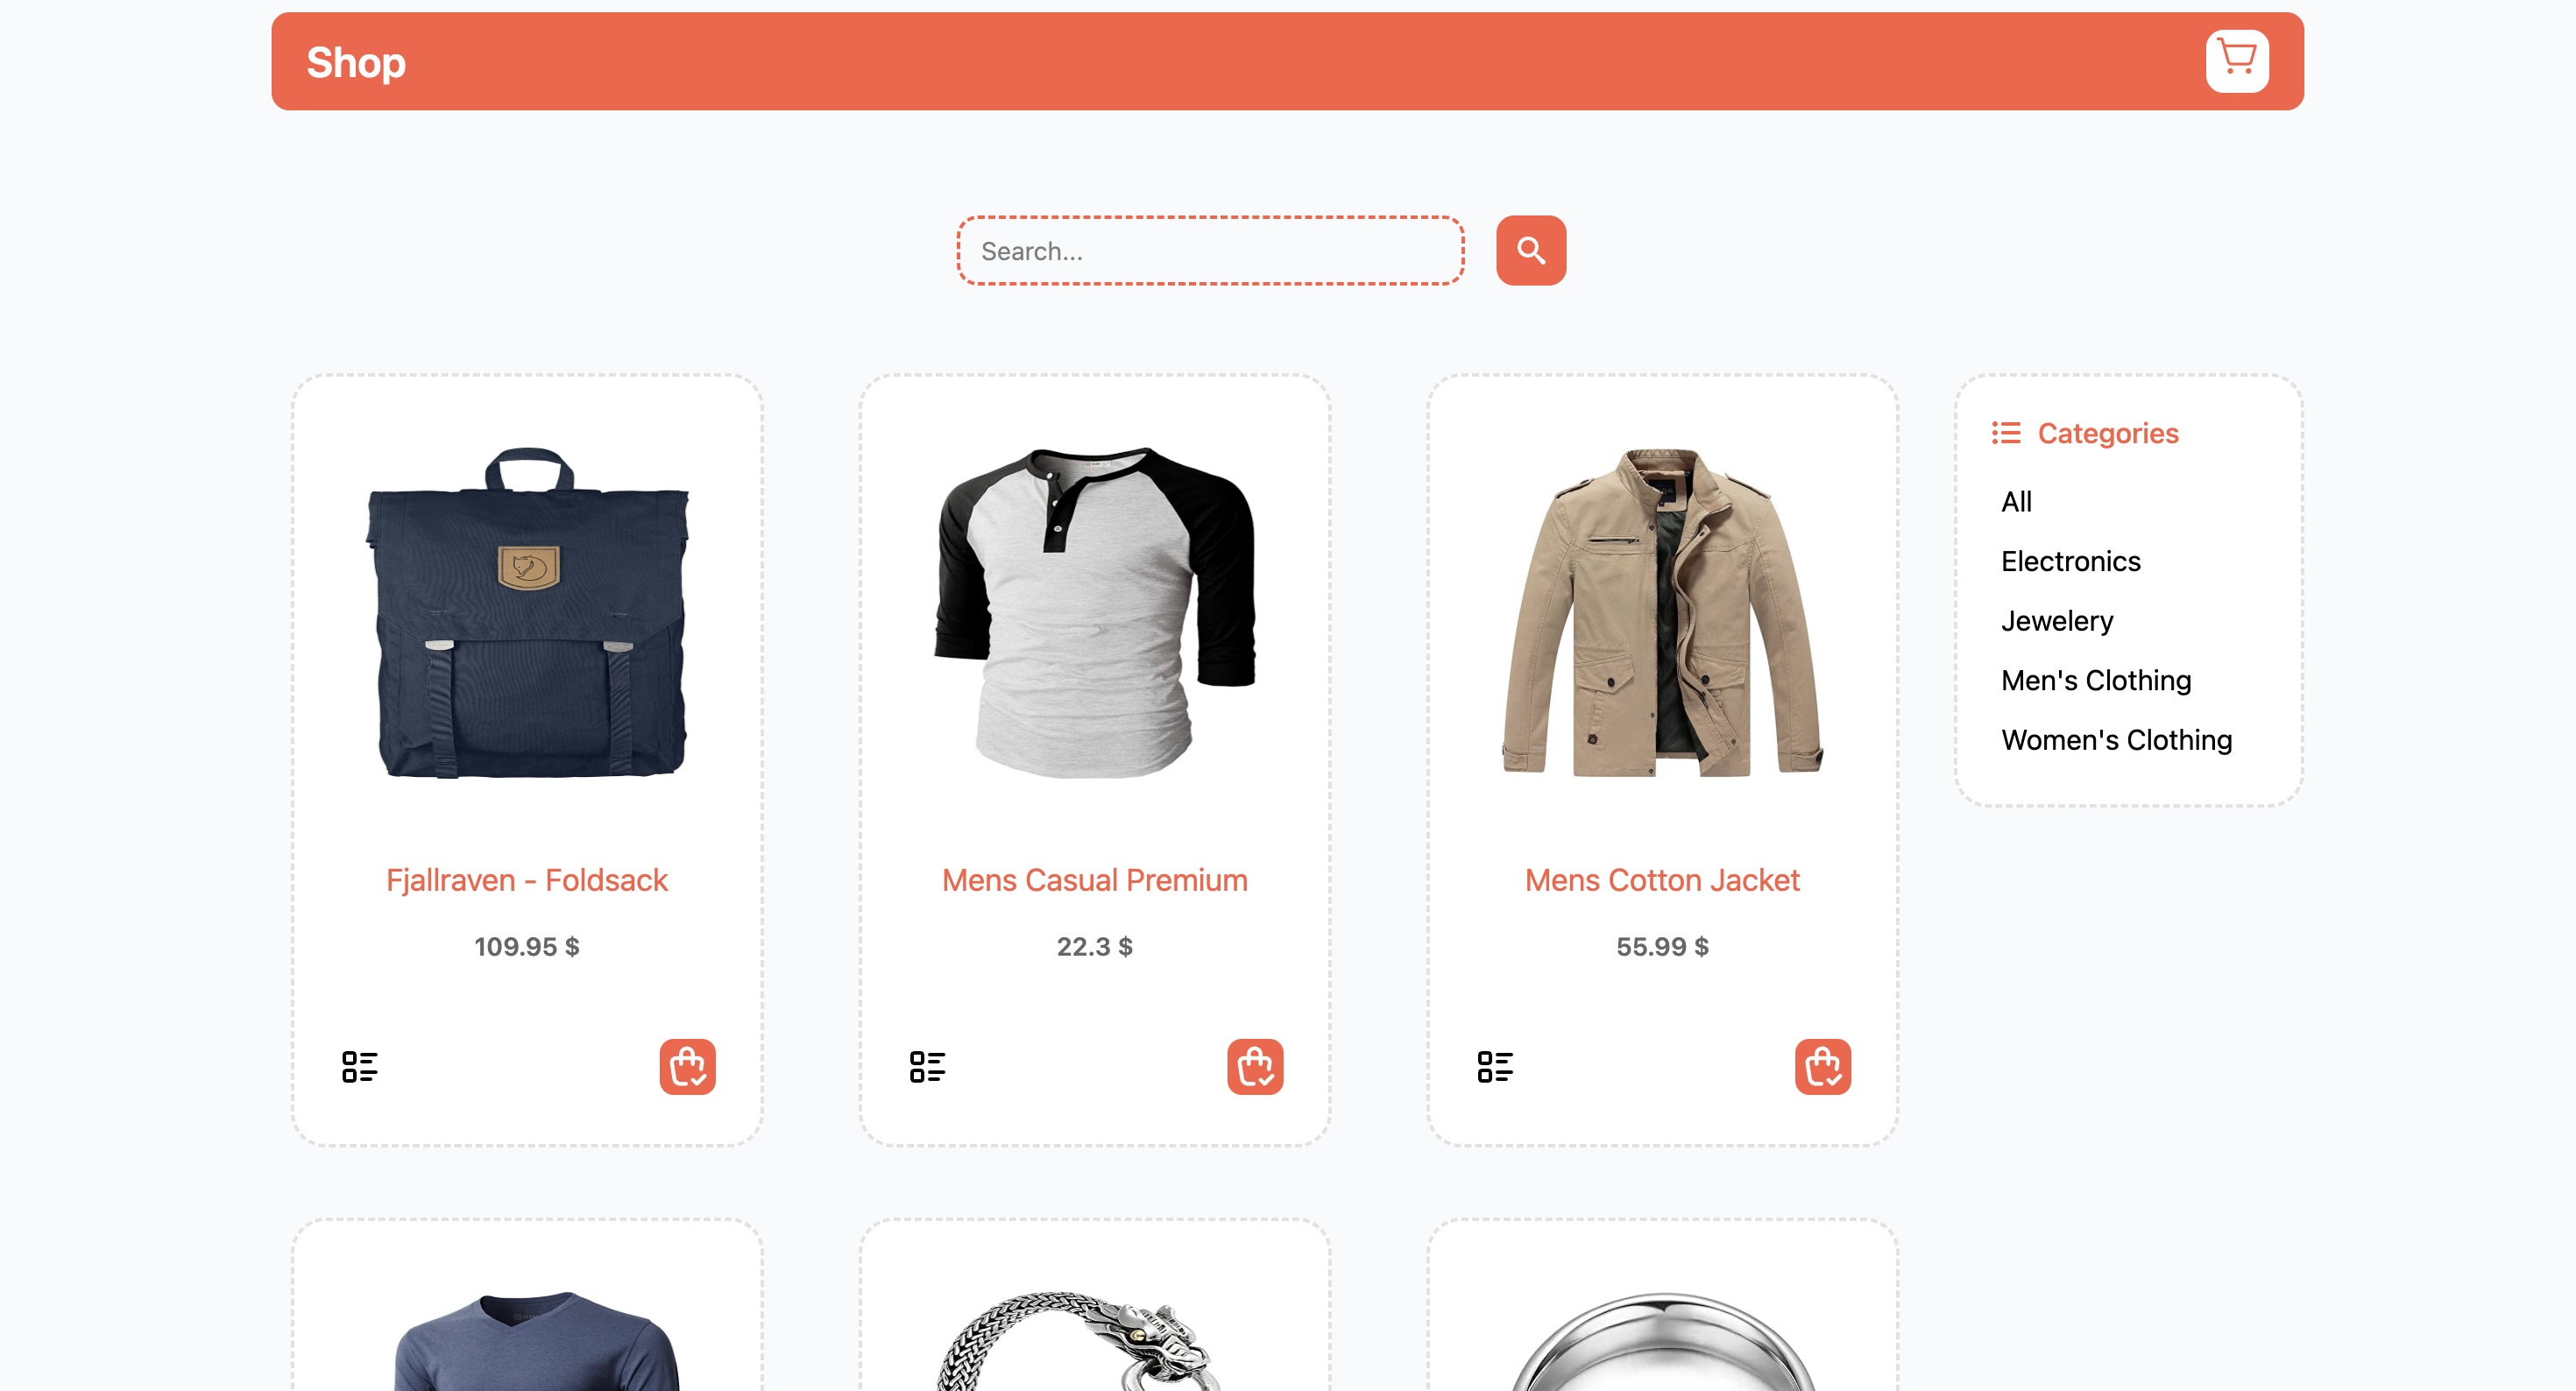 Shop
Search...
Fjallraven - Foldsack
109.95 $
Mens Casual Premium
22.3 $
Mens Cotton Jacket
55.99 $
Categories
All
Electronics
Jewelery
Men's Clothing
Women's Clothing